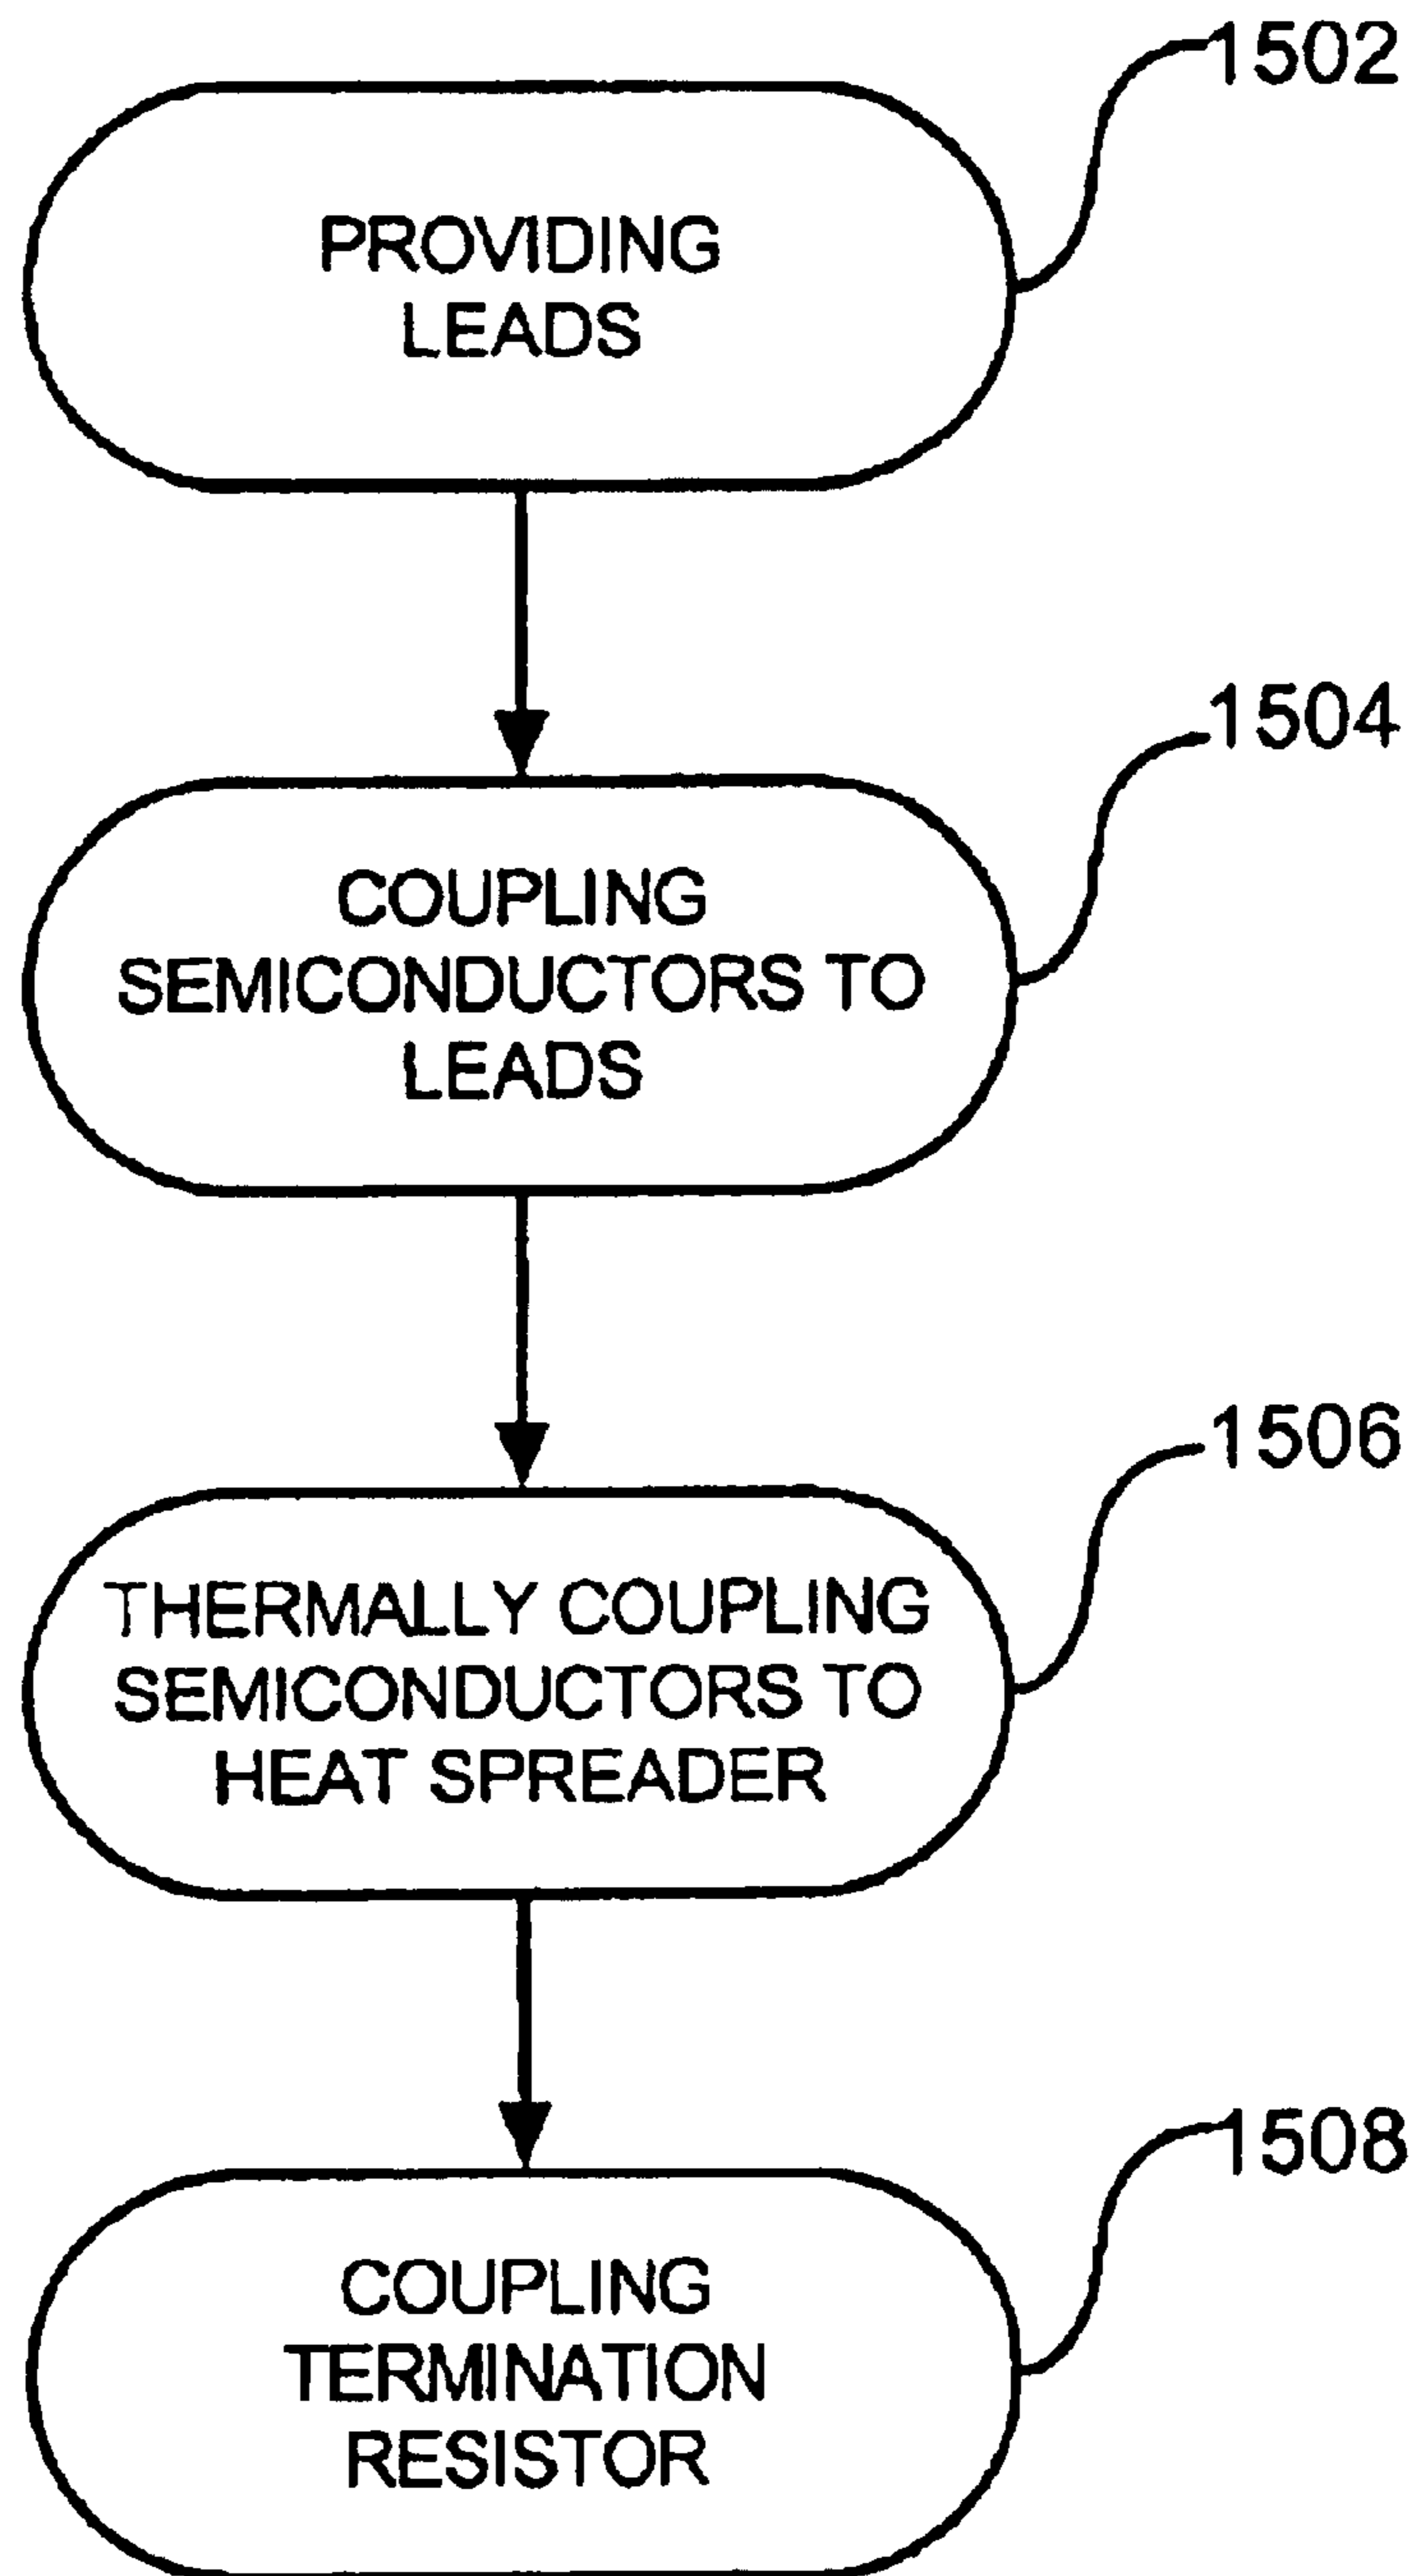 1502
PROVIDING
LEADS
1504
COUPLING
SEMICONDUCTORS TO
LEADS
1506
THERMALLY COUPLING
SEMICONDUCTORS TO
HEAT SPREADER
1508
COUPLING
TERMINATION
RESISTOR